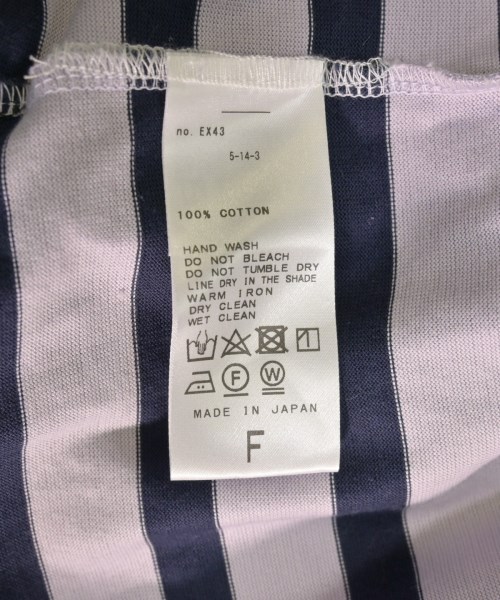 no. EX43
5-14-3
100% COTTON
HAND WASH
DO NOT BLEACH
DO NOT TUMBLE DRY
LINE DRY IN THE SHADE
WARM IRON
DRY CLEAN
WET CLEAN
F W
MADE IN JAPAN
F